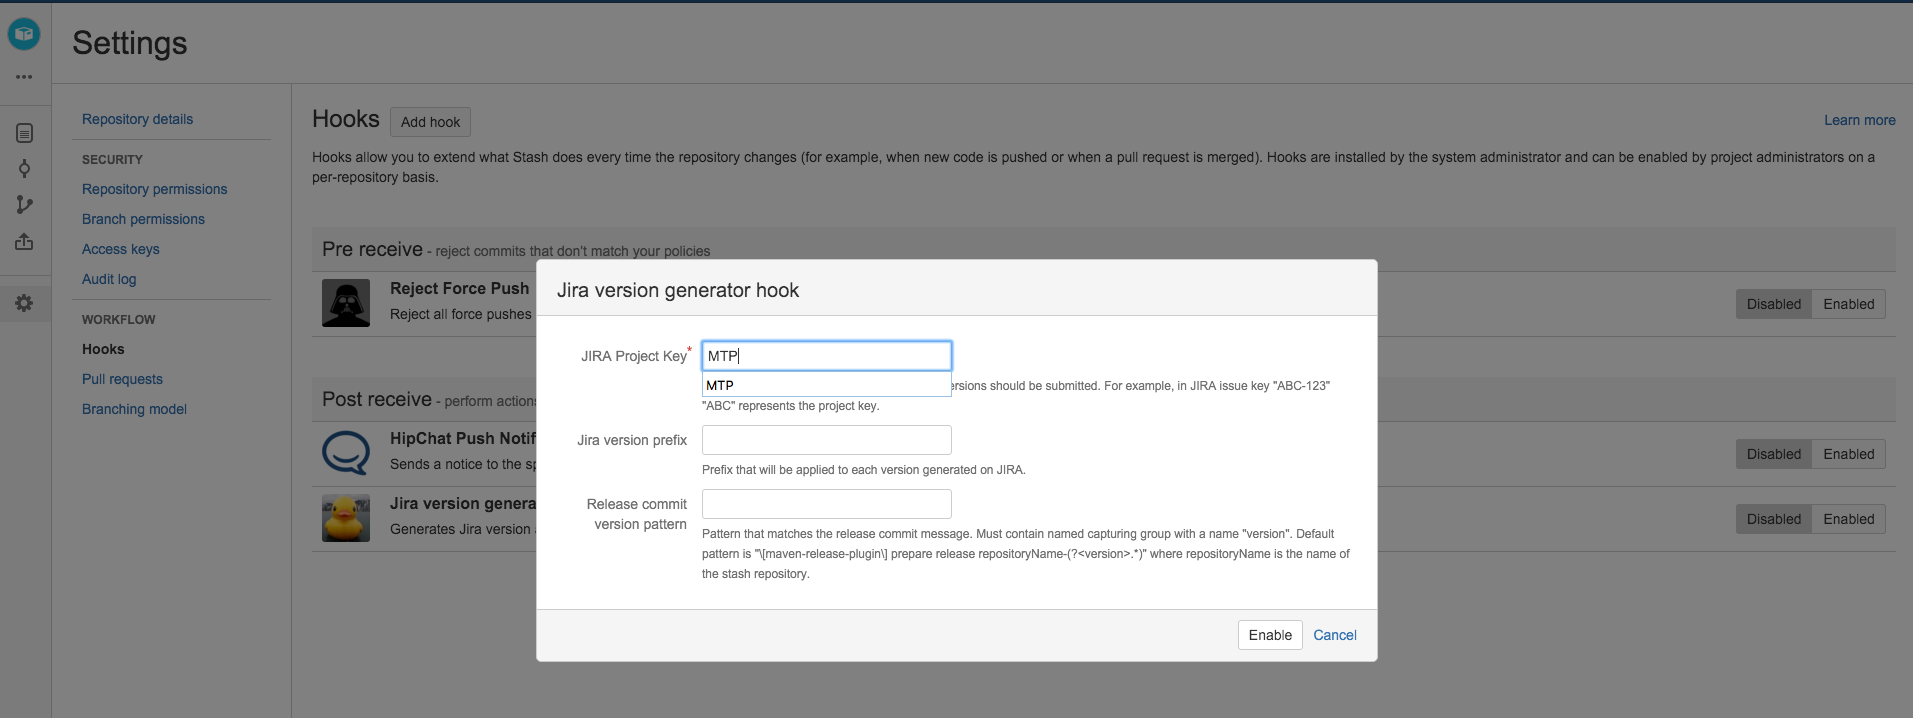 Settings
Repository details
SECURITY
Repository permissions
Branch permissions
Access keys
Audit log
WORKFLOW
Hooks
Pull requests
Branching model
Hooks
Add hook
Learn more
Hooks allow you to extend what Stash does every time the repository changes (for example, when new code is pushed or when a pull request is merged). Hooks are installed by the system administrator and can be enabled by project administrators on a
per-repository basis.
Pre receive - reject commits that don't match your policies
Reject Force Push
Reject all force pushes
Disabled Enabled
Post receive - perform actions
HipChat Push Notif
Sends a notice to the sp
Disabled Enabled
Jira version genera
Generates Jira version
Disabled Enabled
Jira version generator hook
JIRA Project Key*
MTP
MTP
ersions should be submitted. For example, in JIRA issue key "ABC-123"
"ABC" represents the project key.
Jira version prefix
Prefix that will be applied to each version generated on JIRA.
Release commit
version pattern
Pattern that matches the release commit message. Must contain named capturing group with a name "version". Default
pattern is "\[maven-release-plugin\] prepare release repositoryName-(?<version>.*)" where repositoryName is the name of
the stash repository.
Enable
Cancel